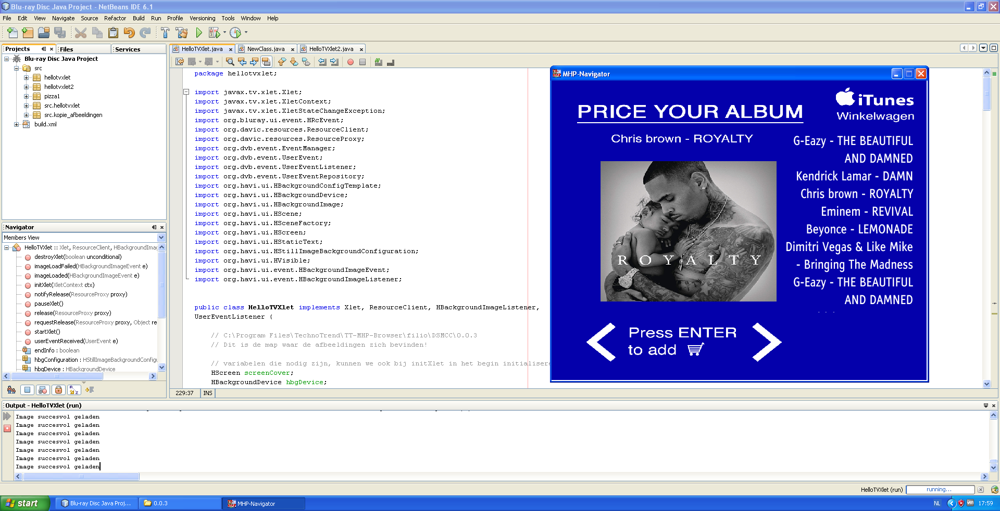 Blu-ray Disc Java Project - NetBeans IDE 6.1
File Edit View Navigate Source Refactor Build Run Profile Versioning Tools Window Help
Projects Files Services
Blu-ray Disc Java Project
src
hellotvxlet
hellotvxlet2
pizza1
src.hellotvxlet
src.kopie_afbeeldingen
build.xml
Navigator
Members View
HelloTVXlet :: Xlet, ResourceClient, HBackgroundImag
destroyXlet(boolean unconditional)
imageLoadFailed(HBackgroundImageEvent e)
imageLoaded(HBackgroundImageEvent e)
initXlet(XletContext ctx)
notifyRelease(ResourceProxy proxy)
pauseXlet()
release(ResourceProxy proxy)
requestRelease(ResourceProxy proxy, Object re
startXlet()
userEventReceived(UserEvent e)
endInfo : boolean
hbgConfiguration : HStillImageBackgroundConfigu
hbgDevice : HBackgroundDevice
HelloTVXlet.java NewClass.java HelloTVXlet2.java
package hellotvxlet;
import javax.tv.xlet.Xlet;
import javax.tv.xlet.XletContext;
import javax.tv.xlet.XletStateChangeException;
import org.bluray.ui.event.HRcEvent;
import org.davic.resources.ResourceClient;
import org.davic.resources.ResourceProxy;
import org.dvb.event.EventManager;
import org.dvb.event.UserEvent;
import org.dvb.event.UserEventListener;
import org.dvb.event.UserEventRepository;
import org.havi.ui.HBackgroundConfigTemplate;
import org.havi.ui.HBackgroundDevice;
import org.havi.ui.HBackgroundImage;
import org.havi.ui.HScene;
import org.havi.ui.HSceneFactory;
import org.havi.ui.HScreen;
import org.havi.ui.HStaticText;
import org.havi.ui.HStillImageBackgroundConfiguration;
import org.havi.ui.HVisible;
import org.havi.ui.event.HBackgroundImageEvent;
import org.havi.ui.event.HBackgroundImageListener;
public class HelloTVXlet implements Xlet, ResourceClient, HBackgroundImageListener,
UserEventListener {
// C:\Program Files\TechnoTrend\TT-MHP-Browser\filio\DSMCC\0.0.3
// Dit is de map waar de afbeeldingen zich bevinden!
// variabelen die nodig zijn, kunnen we ook bij initXlet in het begin initialisere
HScreen screenCover;
HBackgroundDevice hbgDevice;
229:37 INS
MHP-Navigator
PRICE YOUR ALBUM
Chris brown - ROYALTY
ROYALTY
Press ENTER
to add
iTunes
Winkelwagen
G-Eazy - THE BEAUTIFUL
AND DAMNED
Kendrick Lamar - DAMN
Chris brown - ROYALTY
Eminem - REVIVAL
Beyonce - LEMONADE
Dimitri Vegas & Like Mike
- Bringing The Madness
G-Eazy - THE BEAUTIFUL
AND DAMNED
Output - HelloTVXlet (run)
Image succesvol geladen
Image succesvol geladen
Image succesvol geladen
Image succesvol geladen
Image succesvol geladen
Image succesvol geladen
Image succesvol geladen
HelloTVXlet (run) running...
start Blu-ray Disc Java Proj... 0.0.3 MHP-Navigator NL 17:59